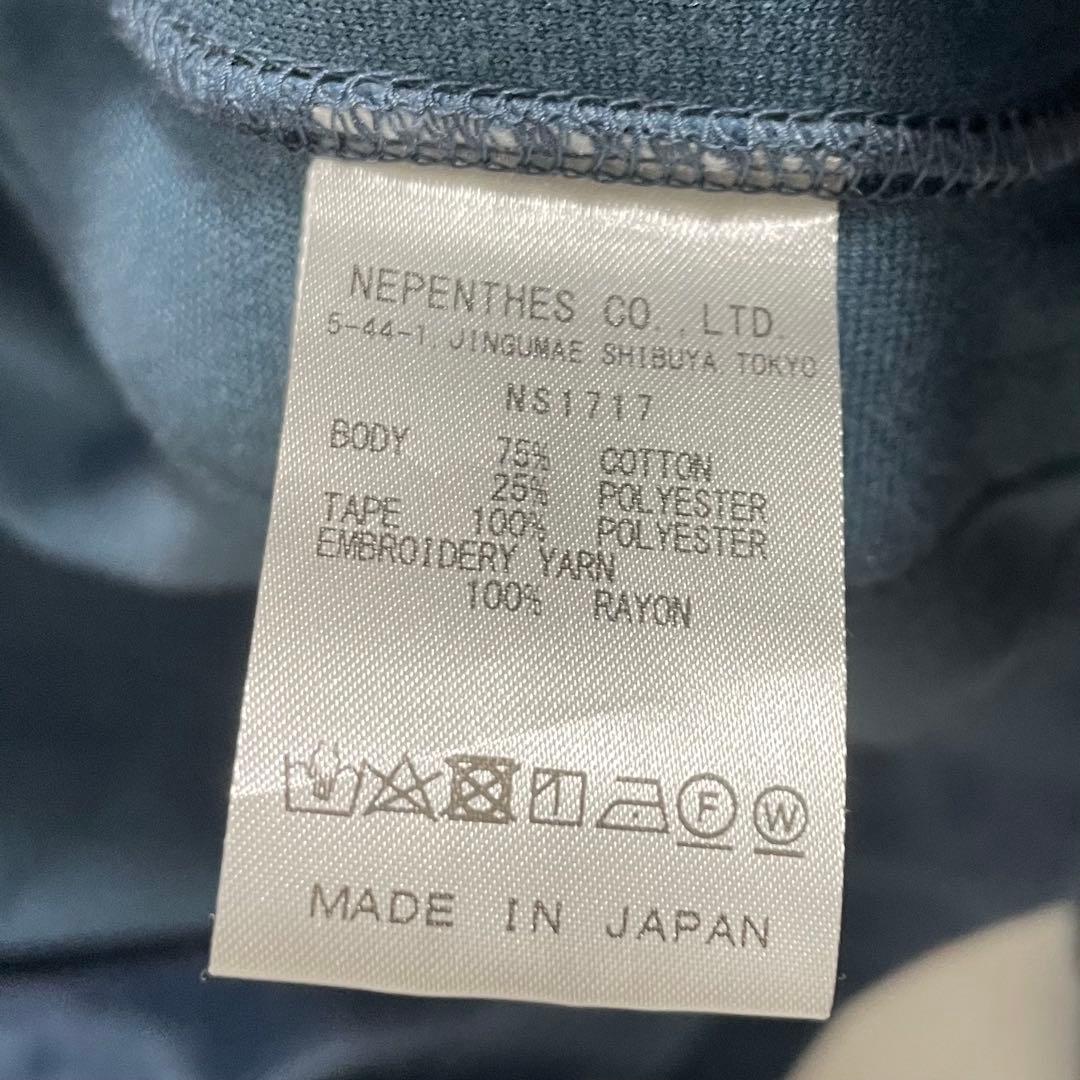 NEPENTHES CO.,LTD.
5-44-1,JINGUMAE SHIBUYA TOKYO
NS1717
BODY 75% COTTON
25% POLYESTER
TAPE 100% POLYESTER
EMBROIDERY YARN
100% RAYON
F W
MADE IN JAPAN